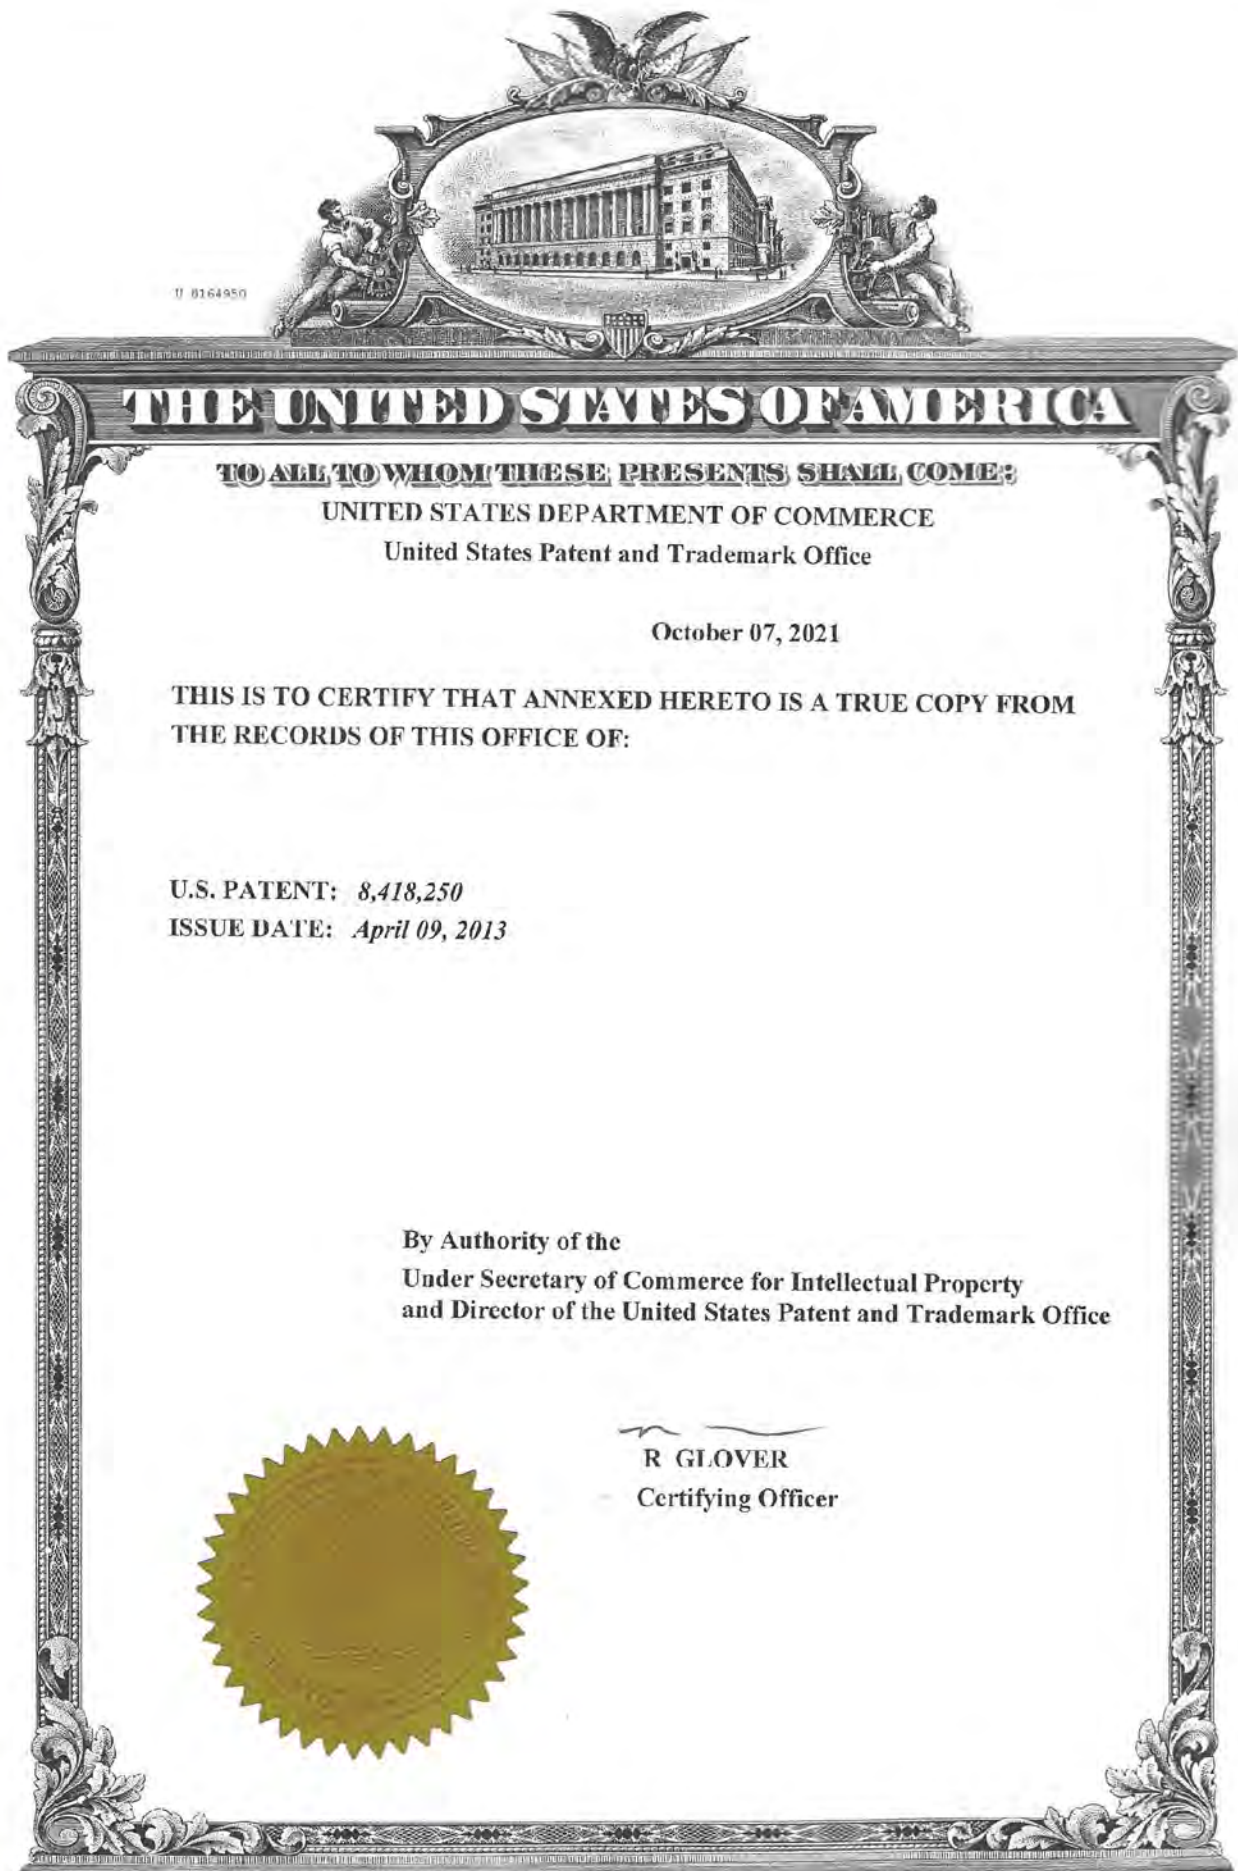 U 8164950
THE UNITED STATES OF AMERICA
TO ALL TO WHOM THESE PRESENTS SHALL COME:
UNITED STATES DEPARTMENT OF COMMERCE
United States Patent and Trademark Office
October 07, 2021
THIS IS TO CERTIFY THAT ANNEXED HERETO IS A TRUE COPY FROM
THE RECORDS OF THIS OFFICE OF:
U.S. PATENT: 8,418,250
ISSUE DATE: April 09, 2013
By Authority of the
Under Secretary of Commerce for Intellectual Property
and Director of the United States Patent and Trademark Office
R GLOVER
Certifying Officer